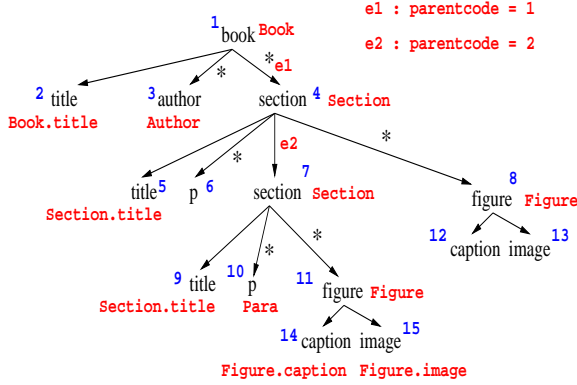 e1 : parentcode = 1
1 book Book
e2 : parentcode = 2
* * e1
2 title 3 author section 4 Section
Book.title Author
* e2 *
7 8
title 5 p 6 section Section figure Figure
Section.title
* * 12 caption image 13
9 title 10 p 11 figure Figure
Section.title Para
14 caption image 15
Figure.caption Figure.image